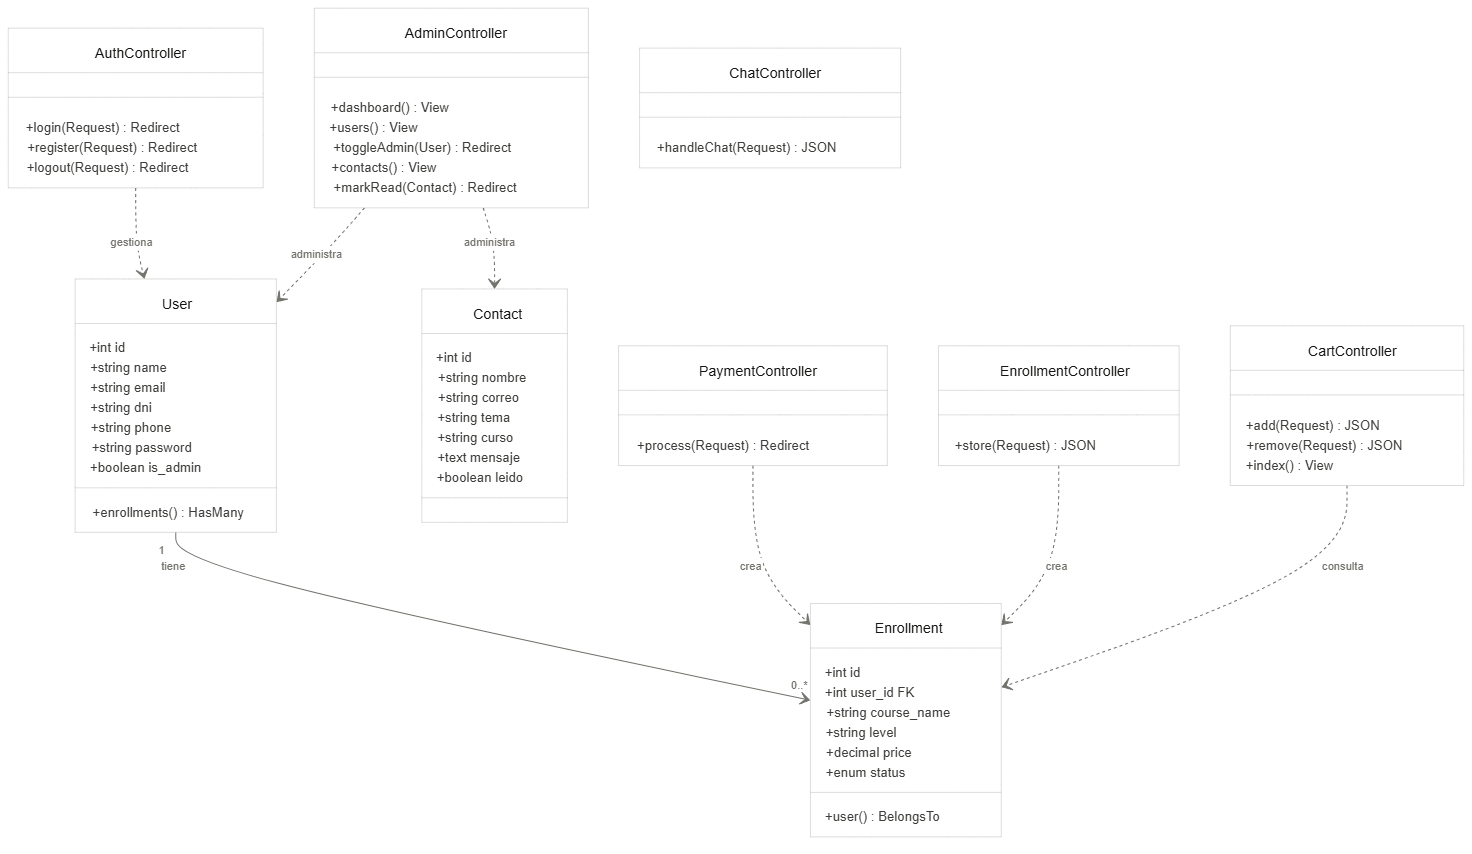 AuthController
+login(Request) : Redirect
+register(Request) : Redirect
+logout(Request) : Redirect
AdminController
+dashboard() : View
+users() : View
+toggleAdmin(User) : Redirect
+contacts() : View
+markRead(Contact) : Redirect
ChatController
+handleChat(Request) : JSON
gestiona
administra
administra
User
+int id
+string name
+string email
+string dni
+string phone
+string password
+boolean is_admin
+enrollments() : HasMany
Contact
+int id
+string nombre
+string correo
+string tema
+string curso
+text mensaje
+boolean leido
PaymentController
+process(Request) : Redirect
EnrollmentController
+store(Request) : JSON
CartController
+add(Request) : JSON
+remove(Request) : JSON
+index() : View
1
tiene
crea
crea
consulta
0..*
Enrollment
+int id
+int user_id FK
+string course_name
+string level
+decimal price
+enum status
+user() : BelongsTo